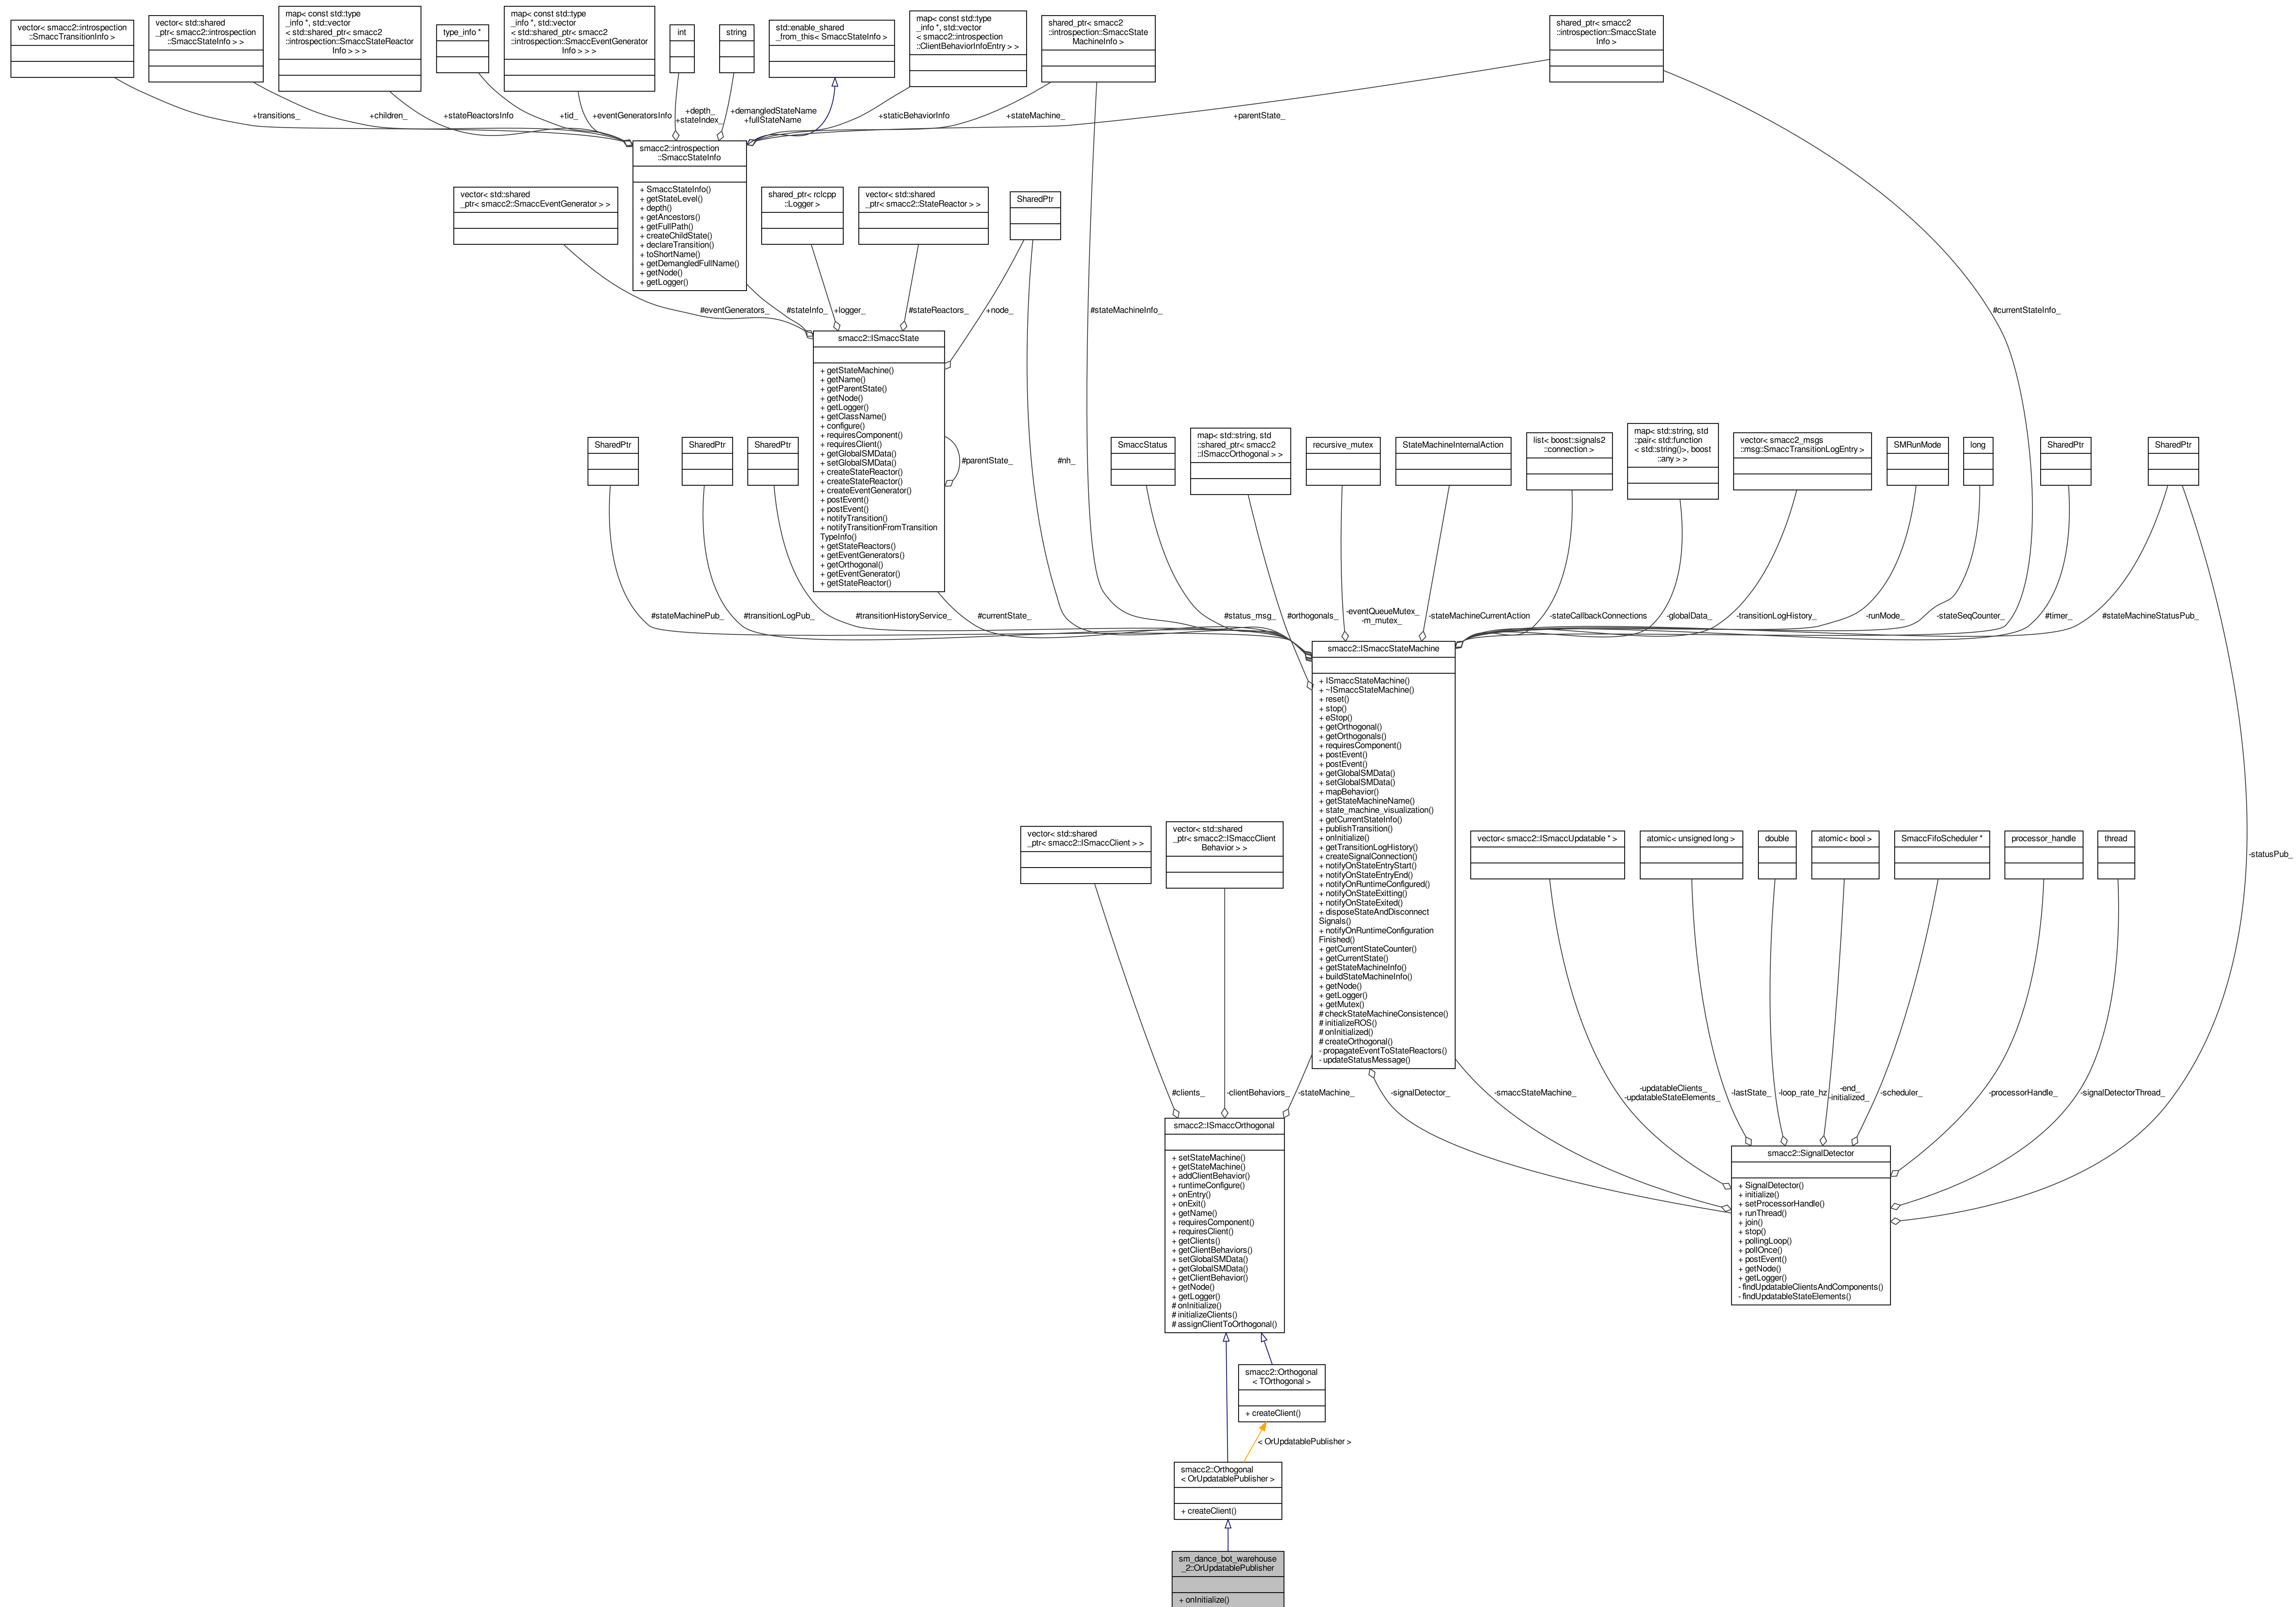 vector< smacc2::introspection
::SmaccTransitionInfo >
vector< std::shared
_ptr< smacc2::introspection
::SmaccStateInfo > >
map< const std::type
_info *, std::vector
< std::shared_ptr< smacc2
::introspection::SmaccStateReactor
Info > > >
type_info *
map< const std::type
_info *, std::vector
< std::shared_ptr< smacc2
::introspection::SmaccEventGenerator
Info > > >
int
string
std::enable_shared
_from_this< SmaccStateInfo >
map< const std::type
_info *, std::vector
< smacc2::introspection
::ClientBehaviorInfoEntry > >
shared_ptr< smacc2
::introspection::SmaccState
MachineInfo >
shared_ptr< smacc2
::introspection::SmaccState
Info >
+transitions_
+children_
+stateReactorsInfo
+tid_
+eventGeneratorsInfo
+depth_
+stateIndex_
+demangledStateName
+fullStateName
+staticBehaviorInfo
+stateMachine_
+parentState_
smacc2::introspection
::SmaccStateInfo
+ SmaccStateInfo()
+ getStateLevel()
+ depth()
+ getAncestors()
+ getFullPath()
+ createChildState()
+ declareTransition()
+ toShortName()
+ getDemangledFullName()
+ getNode()
+ getLogger()
vector< std::shared
_ptr< smacc2::SmaccEventGenerator > >
shared_ptr< rclcpp
::Logger >
vector< std::shared
_ptr< smacc2::StateReactor > >
SharedPtr
#eventGenerators_
#stateInfo_
+logger_
#stateReactors_
+node_
#stateMachineInfo_
#currentStateInfo_
smacc2::ISmaccState
+ getStateMachine()
+ getName()
+ getParentState()
+ getNode()
+ getLogger()
+ getClassName()
+ configure()
+ requiresComponent()
+ requiresClient()
+ getGlobalSMData()
+ setGlobalSMData()
+ createStateReactor()
+ createStateReactor()
+ createEventGenerator()
+ postEvent()
+ postEvent()
+ notifyTransition()
+ notifyTransitionFromTransition
TypeInfo()
+ getStateReactors()
+ getEventGenerators()
+ getOrthogonal()
+ getEventGenerator()
+ getStateReactor()
#parentState_
#nh_
SharedPtr
SharedPtr
SharedPtr
SmaccStatus
map< std::string, std
::shared_ptr< smacc2
::ISmaccOrthogonal > >
recursive_mutex
StateMachineInternalAction
list< boost::signals2
::connection >
map< std::string, std
::pair< std::function
< std::string()>, boost
::any > >
vector< smacc2_msgs
::msg::SmaccTransitionLogEntry >
SMRunMode
long
SharedPtr
SharedPtr
#stateMachinePub_
#transitionLogPub_
#transitionHistoryService_
#currentState_
#status_msg_
#orthogonals_
-eventQueueMutex_
-m_mutex_
-stateMachineCurrentAction
-stateCallbackConnections
-globalData_
-transitionLogHistory_
-runMode_
-stateSeqCounter_
#timer_
#stateMachineStatusPub_
smacc2::ISmaccStateMachine
+ ISmaccStateMachine()
+ ~ISmaccStateMachine()
+ reset()
+ stop()
+ eStop()
+ getOrthogonal()
+ getOrthogonals()
+ requiresComponent()
+ postEvent()
+ postEvent()
+ getGlobalSMData()
+ setGlobalSMData()
+ mapBehavior()
+ getStateMachineName()
+ state_machine_visualization()
+ getCurrentStateInfo()
+ publishTransition()
+ onInitialize()
+ getTransitionLogHistory()
+ createSignalConnection()
+ notifyOnStateEntryStart()
+ notifyOnStateEntryEnd()
+ notifyOnRuntimeConfigured()
+ notifyOnStateExitting()
+ notifyOnStateExited()
+ disposeStateAndDisconnect
Signals()
+ notifyOnRuntimeConfiguration
Finished()
+ getCurrentStateCounter()
+ getCurrentState()
+ getStateMachineInfo()
+ buildStateMachineInfo()
+ getNode()
+ getLogger()
+ getMutex()
# checkStateMachineConsistence()
# initializeROS()
# onInitialized()
# createOrthogonal()
- propagateEventToStateReactors()
- updateStatusMessage()
vector< std::shared
_ptr< smacc2::ISmaccClient > >
vector< std::shared
_ptr< smacc2::ISmaccClient
Behavior > >
vector< smacc2::ISmaccUpdatable * >
atomic< unsigned long >
double
atomic< bool >
SmaccFifoScheduler *
processor_handle
thread
-statusPub_
#clients_
-clientBehaviors_
-stateMachine_
-signalDetector_
-smaccStateMachine_
-updatableClients_
-updatableStateElements_
-lastState_
-loop_rate_hz
-end_
-initialized_
-scheduler_
-processorHandle_
-signalDetectorThread_
smacc2::ISmaccOrthogonal
+ setStateMachine()
+ getStateMachine()
+ addClientBehavior()
+ runtimeConfigure()
+ onEntry()
+ onExit()
+ getName()
+ requiresComponent()
+ requiresClient()
+ getClients()
+ getClientBehaviors()
+ setGlobalSMData()
+ getGlobalSMData()
+ getClientBehavior()
+ getNode()
+ getLogger()
# onInitialize()
# initializeClients()
# assignClientToOrthogonal()
smacc2::SignalDetector
+ SignalDetector()
+ initialize()
+ setProcessorHandle()
+ runThread()
+ join()
+ stop()
+ pollingLoop()
+ pollOnce()
+ postEvent()
+ getNode()
+ getLogger()
- findUpdatableClientsAndComponents()
- findUpdatableStateElements()
smacc2::Orthogonal
< TOrthogonal >
+ createClient()
< OrUpdatablePublisher >
smacc2::Orthogonal
< OrUpdatablePublisher >
+ createClient()
sm_dance_bot_warehouse
_2::OrUpdatablePublisher
+ onInitialize()